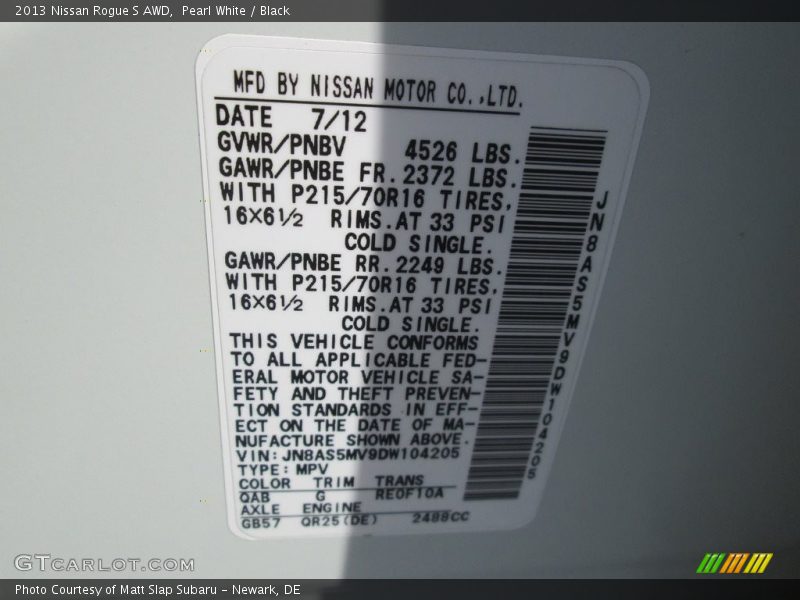 2013 Nissan Rogue S AWD,  Pearl White / Black
MFD BY NISSAN MOTOR CO.,LTD.
DATE 7/12
GVWR/PNBV 4526 LBS.
GAWR/PNBE FR.2372 LBS.
WITH P215/70R16 TIRES,
16×6½ RIMS.AT 33 PSI
COLD SINGLE.
GAWR/PNBE RR.2249 LBS.
WITH P215/70R16 TIRES,
16×6½ RIMS.AT 33 PSI
COLD SINGLE.
THIS VEHICLE CONFORMS
TO ALL APPLICABLE FED-
ERAL MOTOR VEHICLE SA-
FETY AND THEFT PREVEN-
TION STANDARDS IN EFF-
ECT ON THE DATE OF MA-
NUFACTURE SHOWN ABOVE.
VIN:JN8AS5MV9DW104205
TYPE:MPV
COLOR TRIM TRANS
QAB G RE0F10A
AXLE ENGINE
GB57 QR25(DE) 2488CC
JN8AS5MV9DW104205
GTCARLOT.COM
Photo Courtesy of Matt Slap Subaru - Newark, DE